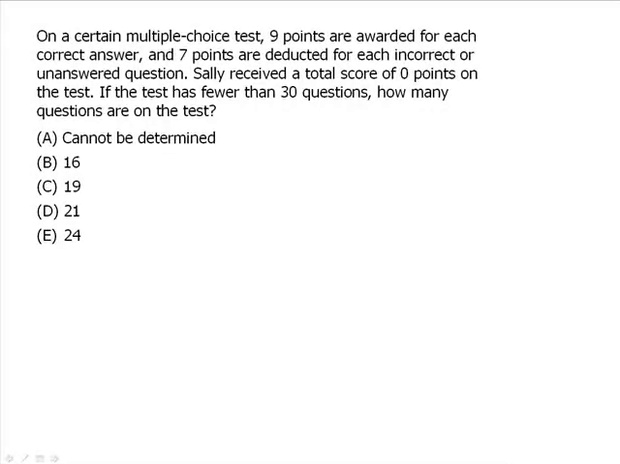 On a certain multiple-choice test, 9 points are awarded for each
correct answer, and 7 points are deducted for each incorrect or
unanswered question. Sally received a total score of 0 points on
the test. If the test has fewer than 30 questions, how many
questions are on the test?
(A) Cannot be determined
(B) 16
(C) 19
(D) 21
(E) 24